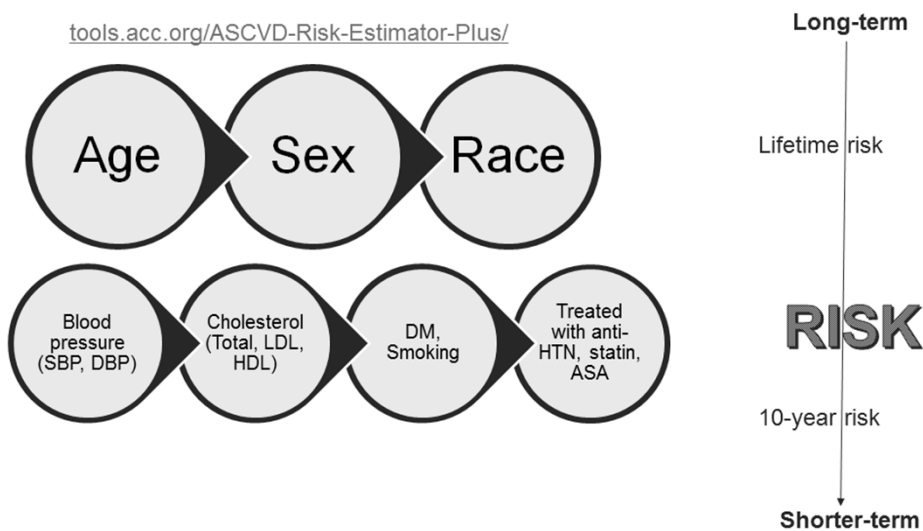 tools.acc.org/ASCVD-Risk-Estimator-Plus/
Age
Sex
Race
Blood
pressure
(SBP, DBP)
Cholesterol
(Total, LDL,
HDL)
DM,
Smoking
Treated
with anti-
HTN, statin,
ASA
Long-term
Lifetime risk
RISK
10-year risk
Shorter-term